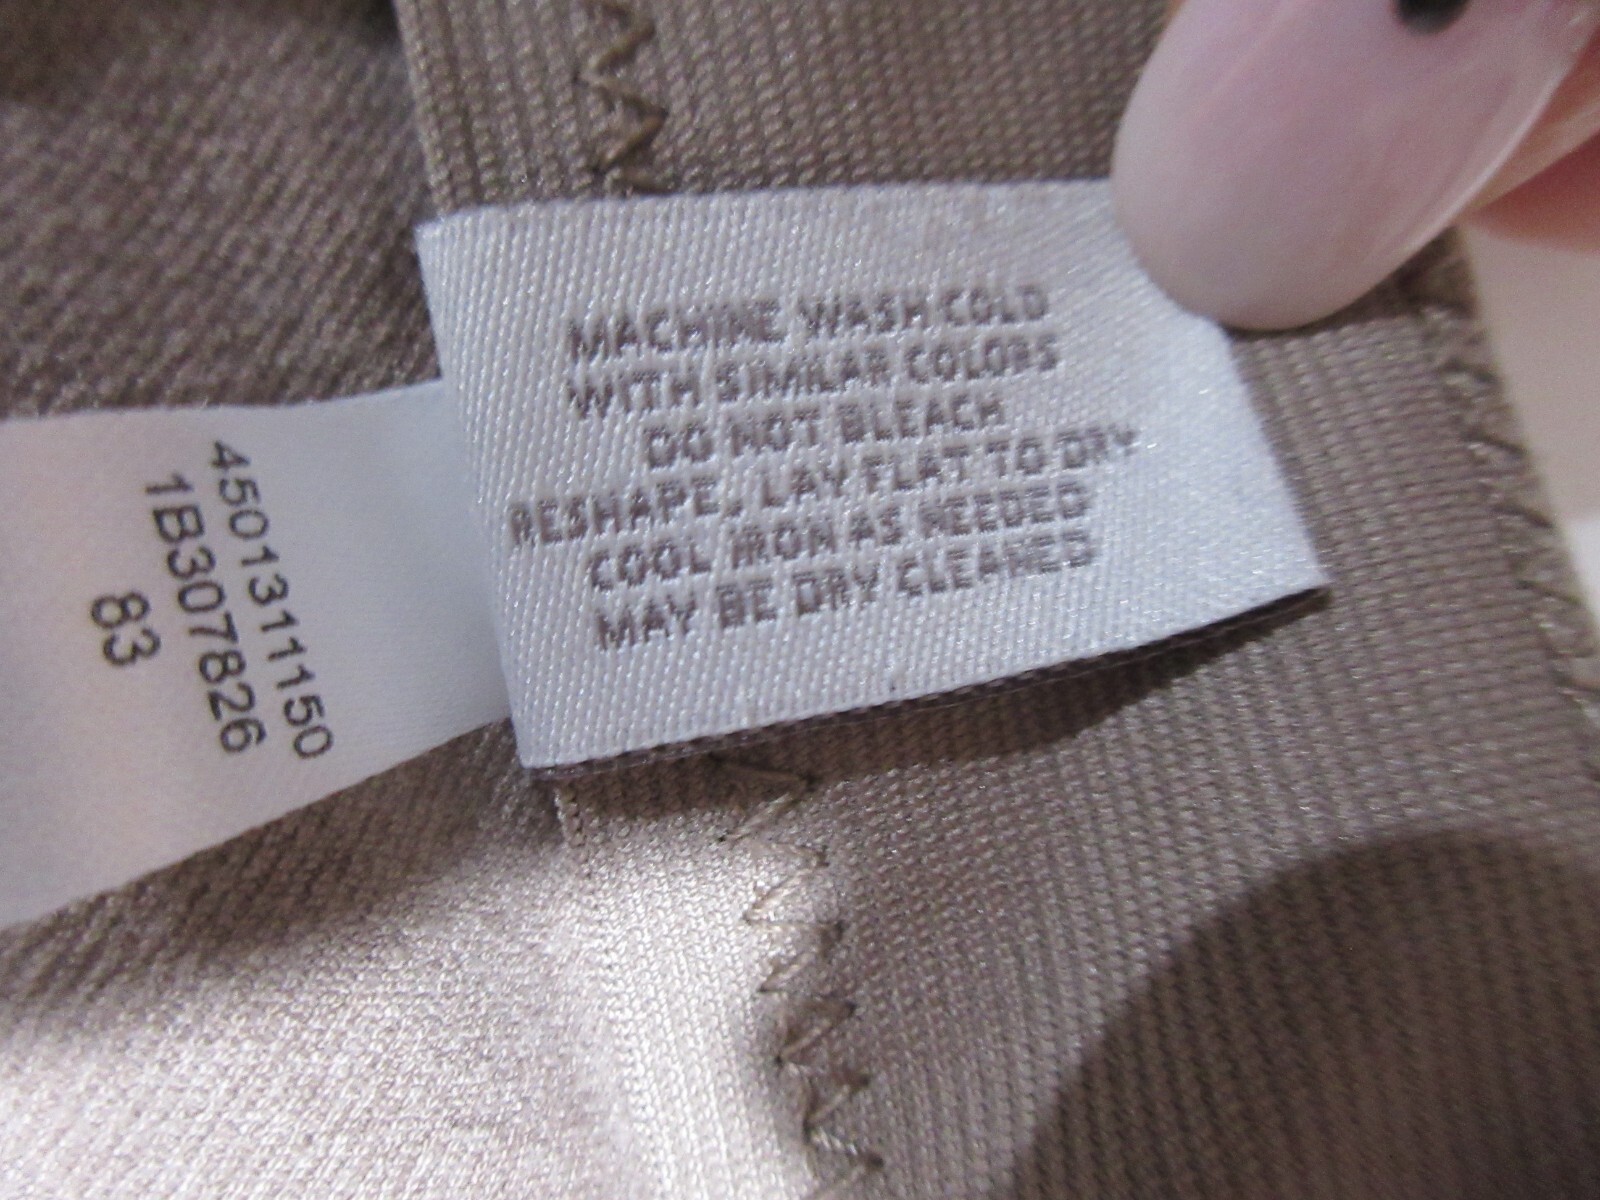 MACHINE WASH COLD
WITH SIMILAR COLORS
DO NOT BLEACH
RESHAPE, LAY FLAT TO DRY
COOL IRON AS NEEDED
MAY BE DRY CLEANED
4501311150
1B307826
83